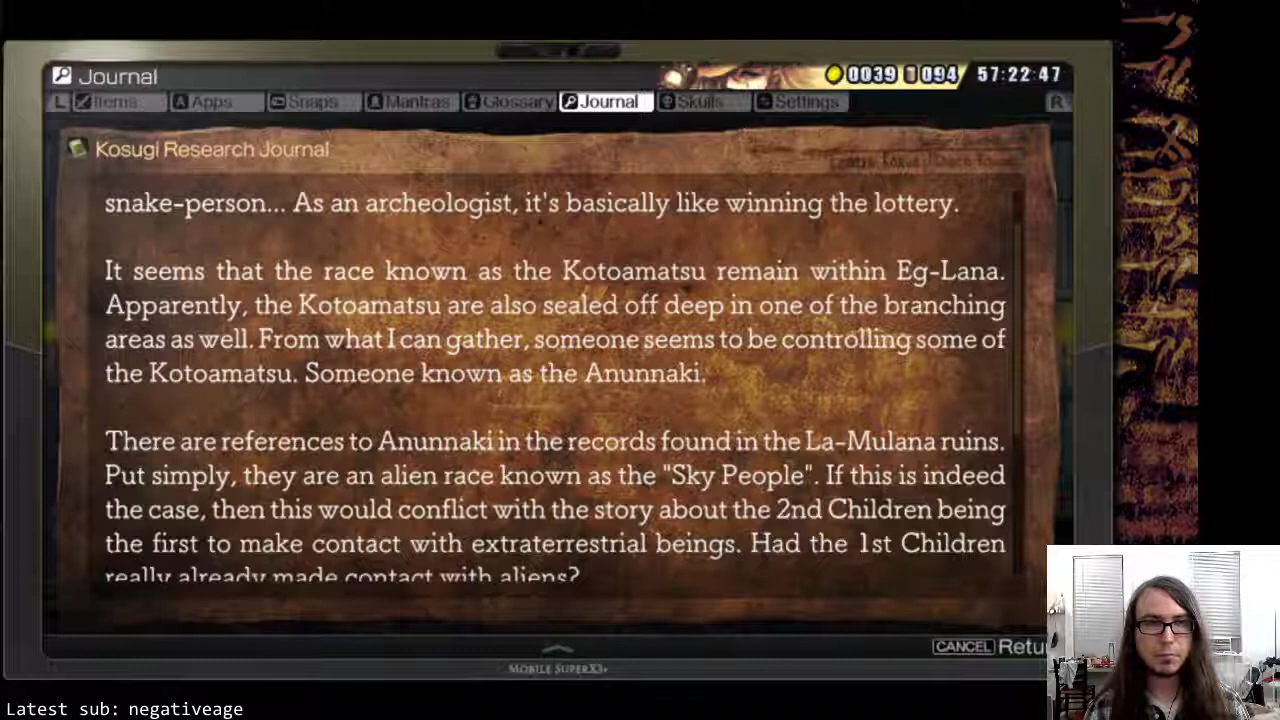 Journal
0039 094 57:22:47
L Items Apps Snaps Mantras Glossary Journal Skulls Settings R
Kosugi Research Journal
snake-person... As an archeologist, it's basically like winning the lottery.
It seems that the race known as the Kotoamatsu remain within Eg-Lana.
Apparently, the Kotoamatsu are also sealed off deep in one of the branching
areas as well. From what I can gather, someone seems to be controlling some of
the Kotoamatsu. Someone known as the Anunnaki.
There are references to Anunnaki in the records found in the La-Mulana ruins.
Put simply, they are an alien race known as the "Sky People". If this is indeed
the case, then this would conflict with the story about the 2nd Children being
the first to make contact with extraterrestrial beings. Had the 1st Children
really already made contact with aliens?
CANCEL Retu
MOBILE SUPERX3+
Latest sub: negativeage